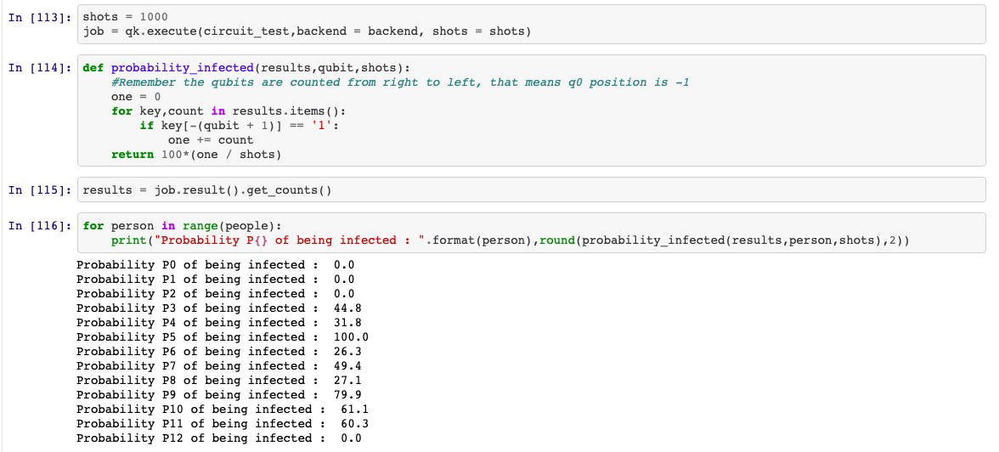 In [113]: shots = 1000
job = qk.execute(circuit_test,backend = backend, shots = shots)
In [114]: def probability_infected(results,qubit,shots):
    #Remember the qubits are counted from right to left, that means q0 position is -1
    one = 0
    for key,count in results.items():
        if key[-(qubit + 1)] == '1':
            one += count
    return 100*(one / shots)
In [115]: results = job.result().get_counts()
In [116]: for person in range(people):
    print("Probability P{} of being infected : ".format(person),round(probability_infected(results,person,shots),2))
Probability P0 of being infected :  0.0
Probability P1 of being infected :  0.0
Probability P2 of being infected :  0.0
Probability P3 of being infected :  44.8
Probability P4 of being infected :  31.8
Probability P5 of being infected :  100.0
Probability P6 of being infected :  26.3
Probability P7 of being infected :  49.4
Probability P8 of being infected :  27.1
Probability P9 of being infected :  79.9
Probability P10 of being infected :  61.1
Probability P11 of being infected :  60.3
Probability P12 of being infected :  0.0